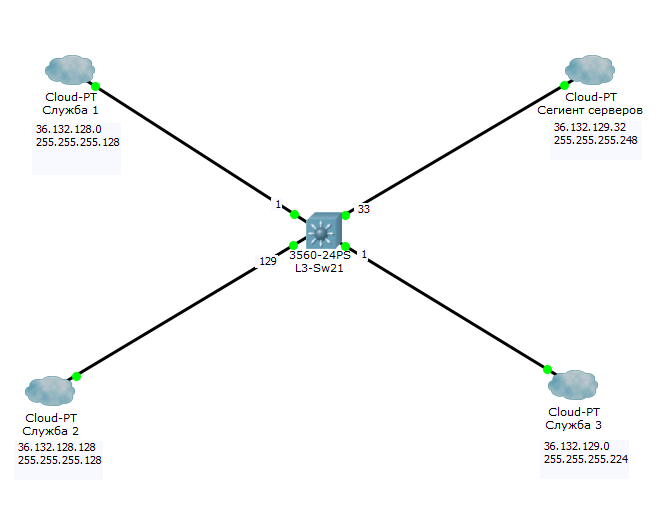 Cloud-PT
Служба 1
36.132.128.0
255.255.255.128
Cloud-PT
Сегиент серверов
36.132.129.32
255.255.255.248
1
33
3560-24PS
L3-Sw21
129
1
Cloud-PT
Служба 2
36.132.128.128
255.255.255.128
Cloud-PT
Служба 3
36.132.129.0
255.255.255.224